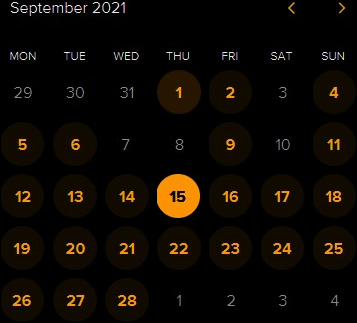 September 2021
MON TUE WED THU FRI SAT SUN
29 30 31 1 2 3 4
5 6 7 8 9 10 11
12 13 14 15 16 17 18
19 20 21 22 23 24 25
26 27 28 1 2 3 4